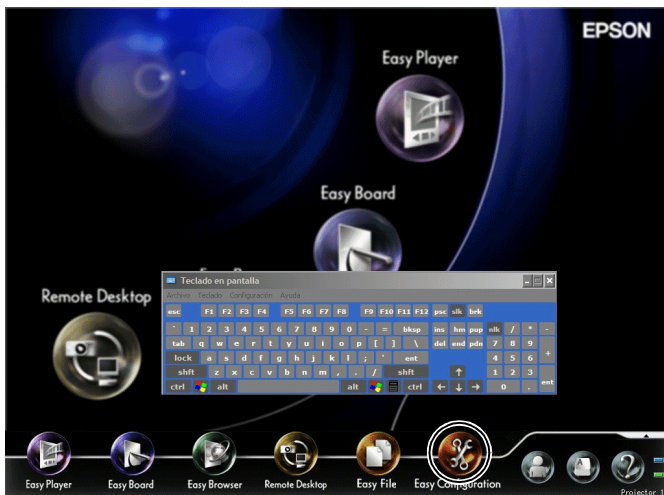 EPSON
Easy Player
Easy Board
Remote Desktop
Teclado en pantalla
Archivo Teclado Configuración Ayuda
esc F1 F2 F3 F4 F5 F6 F7 F8 F9 F10 F11 F12 psc slk brk
` 1 2 3 4 5 6 7 8 9 0 - = bksp ins hm pup nlk / * -
tab q w e r t y u i o p [ ] \ del end pdn 7 8 9 +
lock a s d f g h j k l ; ' ent 4 5 6
shft z x c v b n m , . / shft ↑ 1 2 3 ent
ctrl alt alt ctrl ← ↓ → 0 .
Easy Player Easy Board Easy Browser Remote Desktop Easy File Easy Configuration
A
?
Projector 1